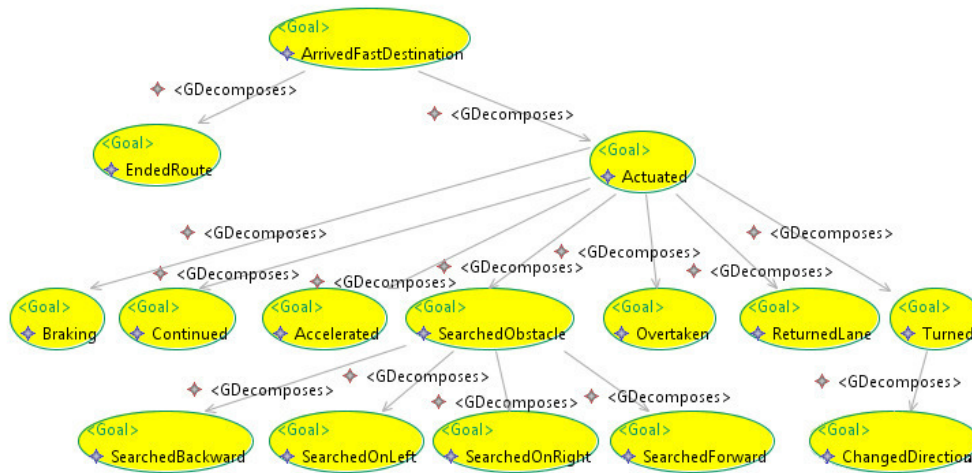 <Goal>
ArrivedFastDestination
<GDecomposes>
<GDecomposes>
<Goal>
EndedRoute
<Goal>
Actuated
<GDecomposes>
<GDecomposes>
<GDecomposes>
<GDecomposes>
<GDecomposes>
<GDecomposes>
<GDecomposes>
<Goal>
Braking
<Goal>
Continued
<Goal>
Accelerated
<Goal>
SearchedObstacle
<Goal>
Overtaken
<Goal>
ReturnedLane
<Goal>
Turned
<GDecomposes>
<GDecomposes>
<GDecomposes>
<GDecomposes>
<GDecomposes>
<Goal>
SearchedBackward
<Goal>
SearchedOnLeft
<Goal>
SearchedOnRight
<Goal>
SearchedForward
<Goal>
ChangedDirection